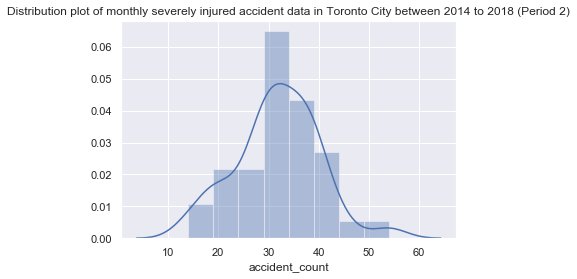 Distribution plot of monthly severely injured accident data in Toronto City between 2014 to 2018 (Period 2)
0.06
0.05
0.04
0.03
0.02
0.01
0.00
10 20 30 40 50 60
accident_count